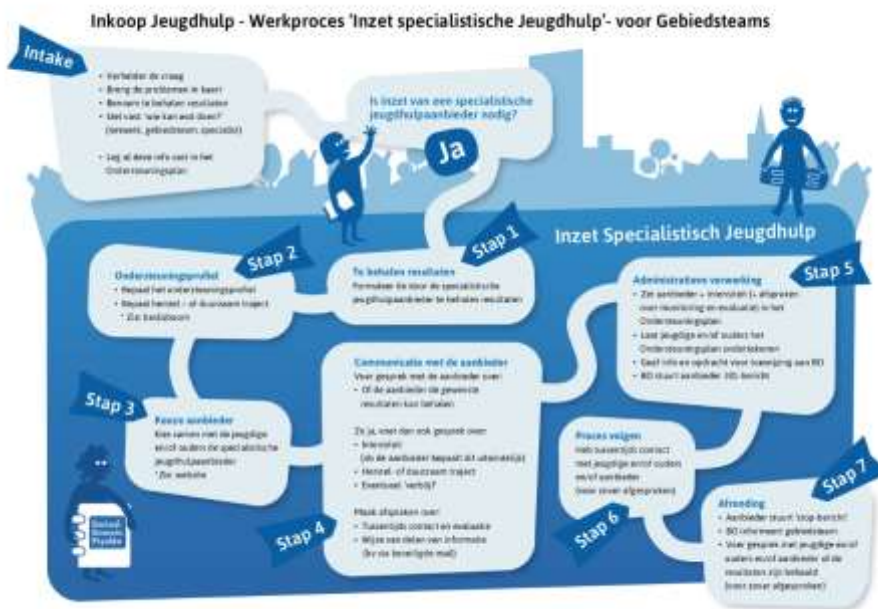 Inkoop Jeugdhulp - Werkproces 'Inzet specialistische Jeugdhulp'- voor Gebiedsteams
Intake
• Verhelder de vraag
• Breng de problemen in kaart
• Benoem te behalen resultaten
• Stel vast 'wie kan wat doen?'
(netwerk, gebiedsteam, specialist)
• Leg al deze info vast in het
Ondersteuningsplan
Is inzet van een specialistische
jeugdhulpaanbieder nodig?
Ja
Inzet Specialistisch Jeugdhulp
Stap 1
Te behalen resultaten
Formuleer de door de specialistische
jeugdhulpaanbieder te behalen resultaten
Stap 2
Ondersteuningsprofiel
• Bepaal het ondersteuningsprofiel
• Bepaal herstel - of duurzaam traject
* Zie: beslisboom
Stap 3
Keuze aanbieder
Kies samen met de jeugdige
en/of ouders de specialistische
jeugdhulpaanbieder
* Zie: website
Stap 4
Communicatie met de aanbieder
Voer gesprek met de aanbieder over:
• Of de aanbieder de gewenste
resultaten kan behalen
Zo ja, voer dan ook gesprek over:
• Intensiteit
(als de aanbieder bepaalt dit uiteindelijk)
• Herstel- of duurzaam traject
• Eventueel 'verblijf'
Maak afspraken over:
• Tussentijds contact en evaluatie
• Wijze van delen van informatie
(bv via beveiligde mail)
Stap 5
Administratieve verwerking
• Zet aanbieder + intensiteit (+ afspraken
over monitoring en evaluatie) in het
Ondersteuningsplan
• Laat jeugdige en/of ouders het
Ondersteuningsplan ondertekenen
• Geef info en opdracht voor toewijzing aan BO
• BO stuurt aanbieder 301-bericht
Stap 6
Proces volgen
Heb tussentijds contact
met jeugdige en/of ouders
en/of aanbieder
(voor zover afgesproken)
Stap 7
Afronding
• Aanbieder stuurt 'stop-bericht'
• BO informeert gebiedsteam
• Voer gesprek met jeugdige en/of
ouders en/of aanbieder of de
resultaten zijn behaald
(voor zover afgesproken)